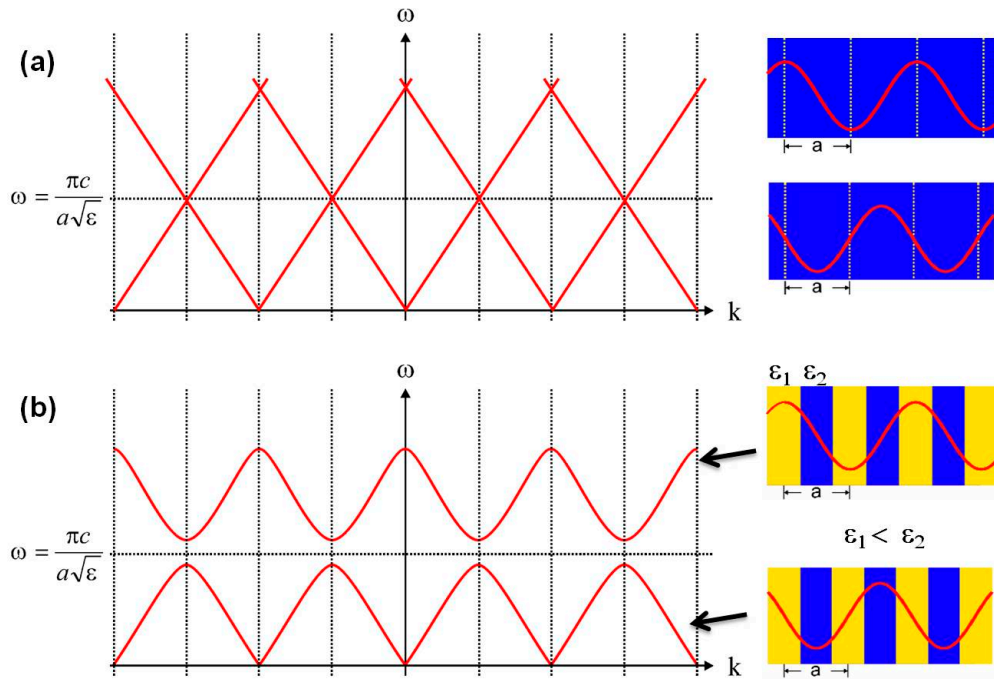 (a)
ω
ω = πc / a√ε
k
a
a
(b)
ω
ω = πc / a√ε
k
ε₁ ε₂
a
ε₁ < ε₂
a